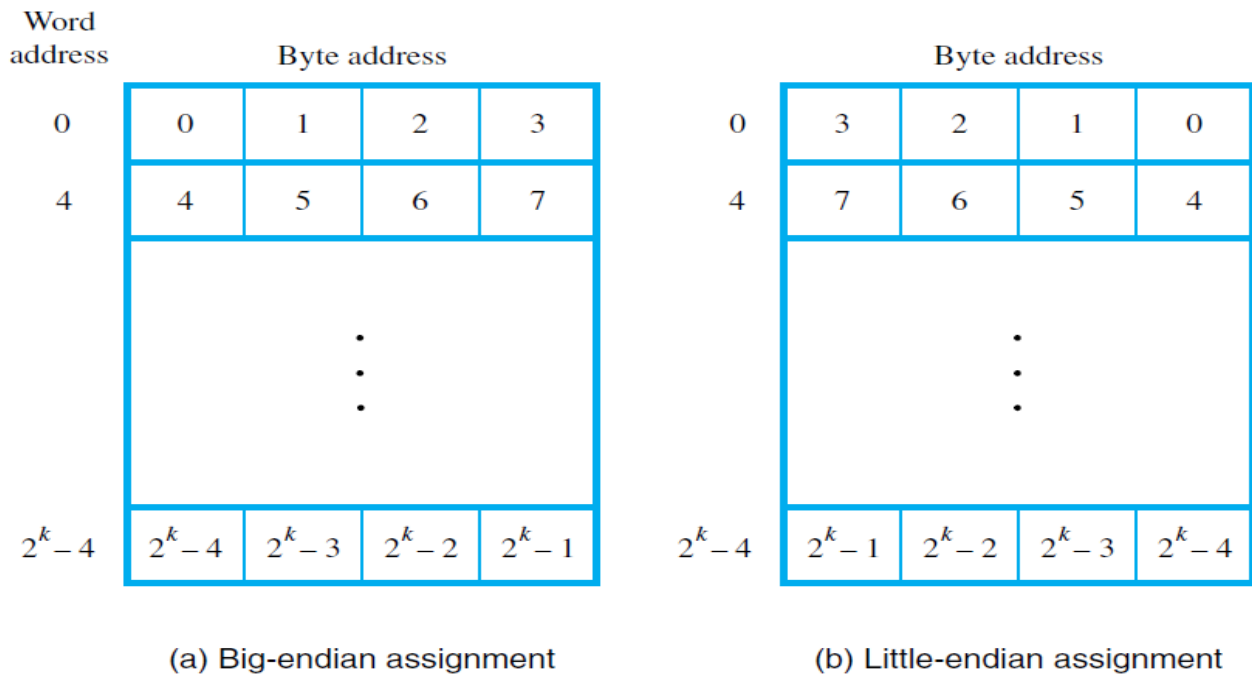 Word
address
Byte address
0 0 1 2 3
4 4 5 6 7
2^k – 4 2^k – 4 2^k – 3 2^k – 2 2^k – 1
(a) Big-endian assignment
Byte address
0 3 2 1 0
4 7 6 5 4
2^k – 4 2^k – 1 2^k – 2 2^k – 3 2^k – 4
(b) Little-endian assignment